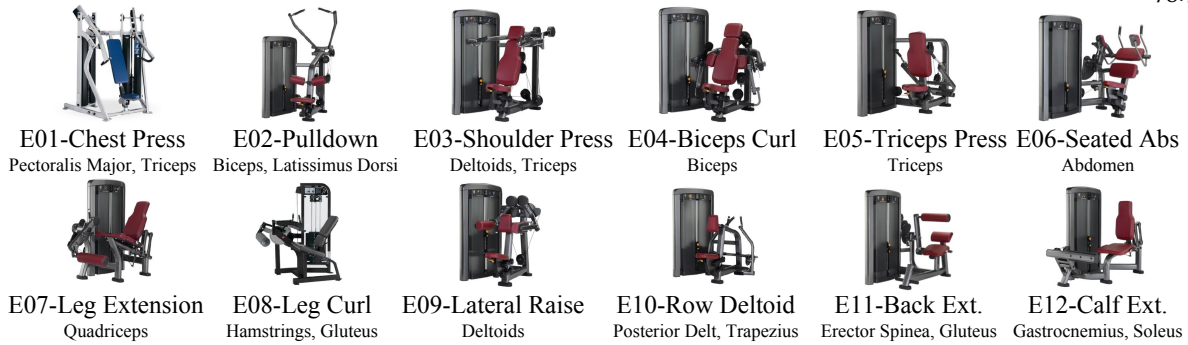 E01-Chest Press E02-Pulldown E03-Shoulder Press E04-Biceps Curl E05-Triceps Press E06-Seated Abs
Pectoralis Major, Triceps Biceps, Latissimus Dorsi Deltoids, Triceps Biceps Triceps Abdomen
E07-Leg Extension E08-Leg Curl E09-Lateral Raise E10-Row Deltoid E11-Back Ext. E12-Calf Ext.
Quadriceps Hamstrings, Gluteus Deltoids Posterior Delt, Trapezius Erector Spinea, Gluteus Gastrocnemius, Soleus